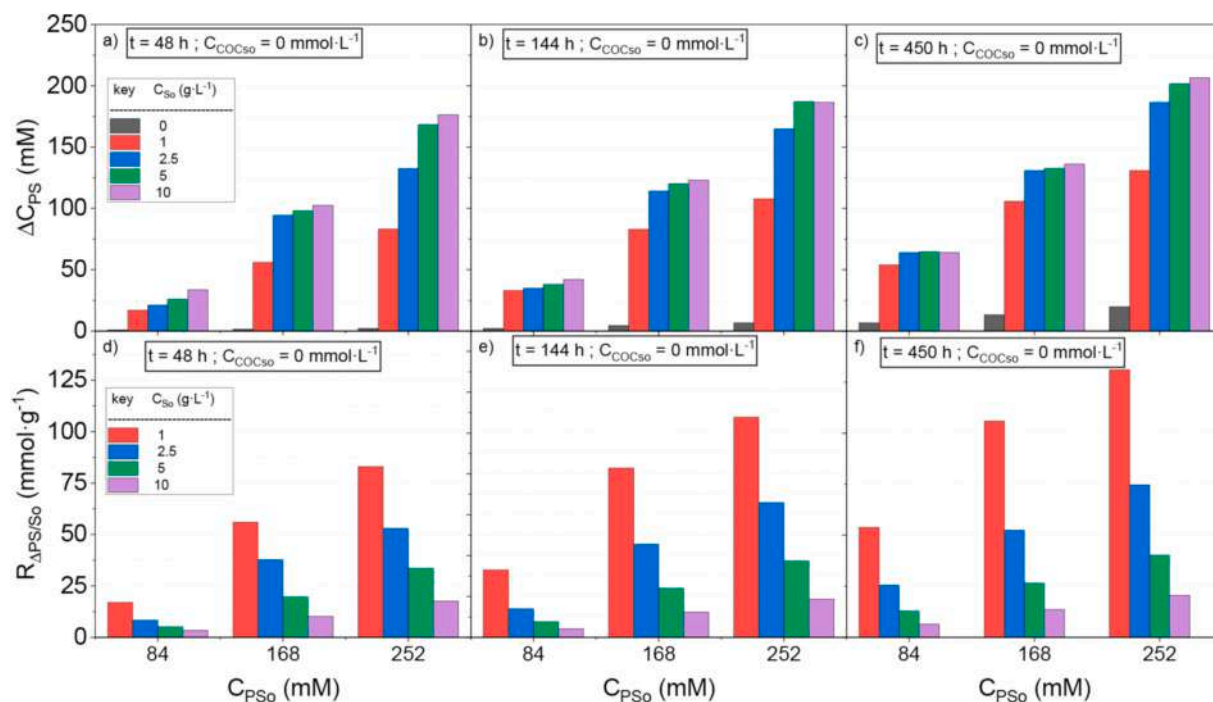 a) t = 48 h ; C_COCso = 0 mmol·L⁻¹
b) t = 144 h ; C_COCso = 0 mmol·L⁻¹
c) t = 450 h ; C_COCso = 0 mmol·L⁻¹
key C_So (g·L⁻¹)
0
1
2.5
5
10
250
200
150
100
50
0
ΔC_PS (mM)
d) t = 48 h ; C_COCso = 0 mmol·L⁻¹
e) t = 144 h ; C_COCso = 0 mmol·L⁻¹
f) t = 450 h ; C_COCso = 0 mmol·L⁻¹
key C_So (g·L⁻¹)
1
2.5
5
10
125
100
75
50
25
0
R_ΔPS/So (mmol·g⁻¹)
84 168 252
84 168 252
84 168 252
C_PSo (mM)
C_PSo (mM)
C_PSo (mM)